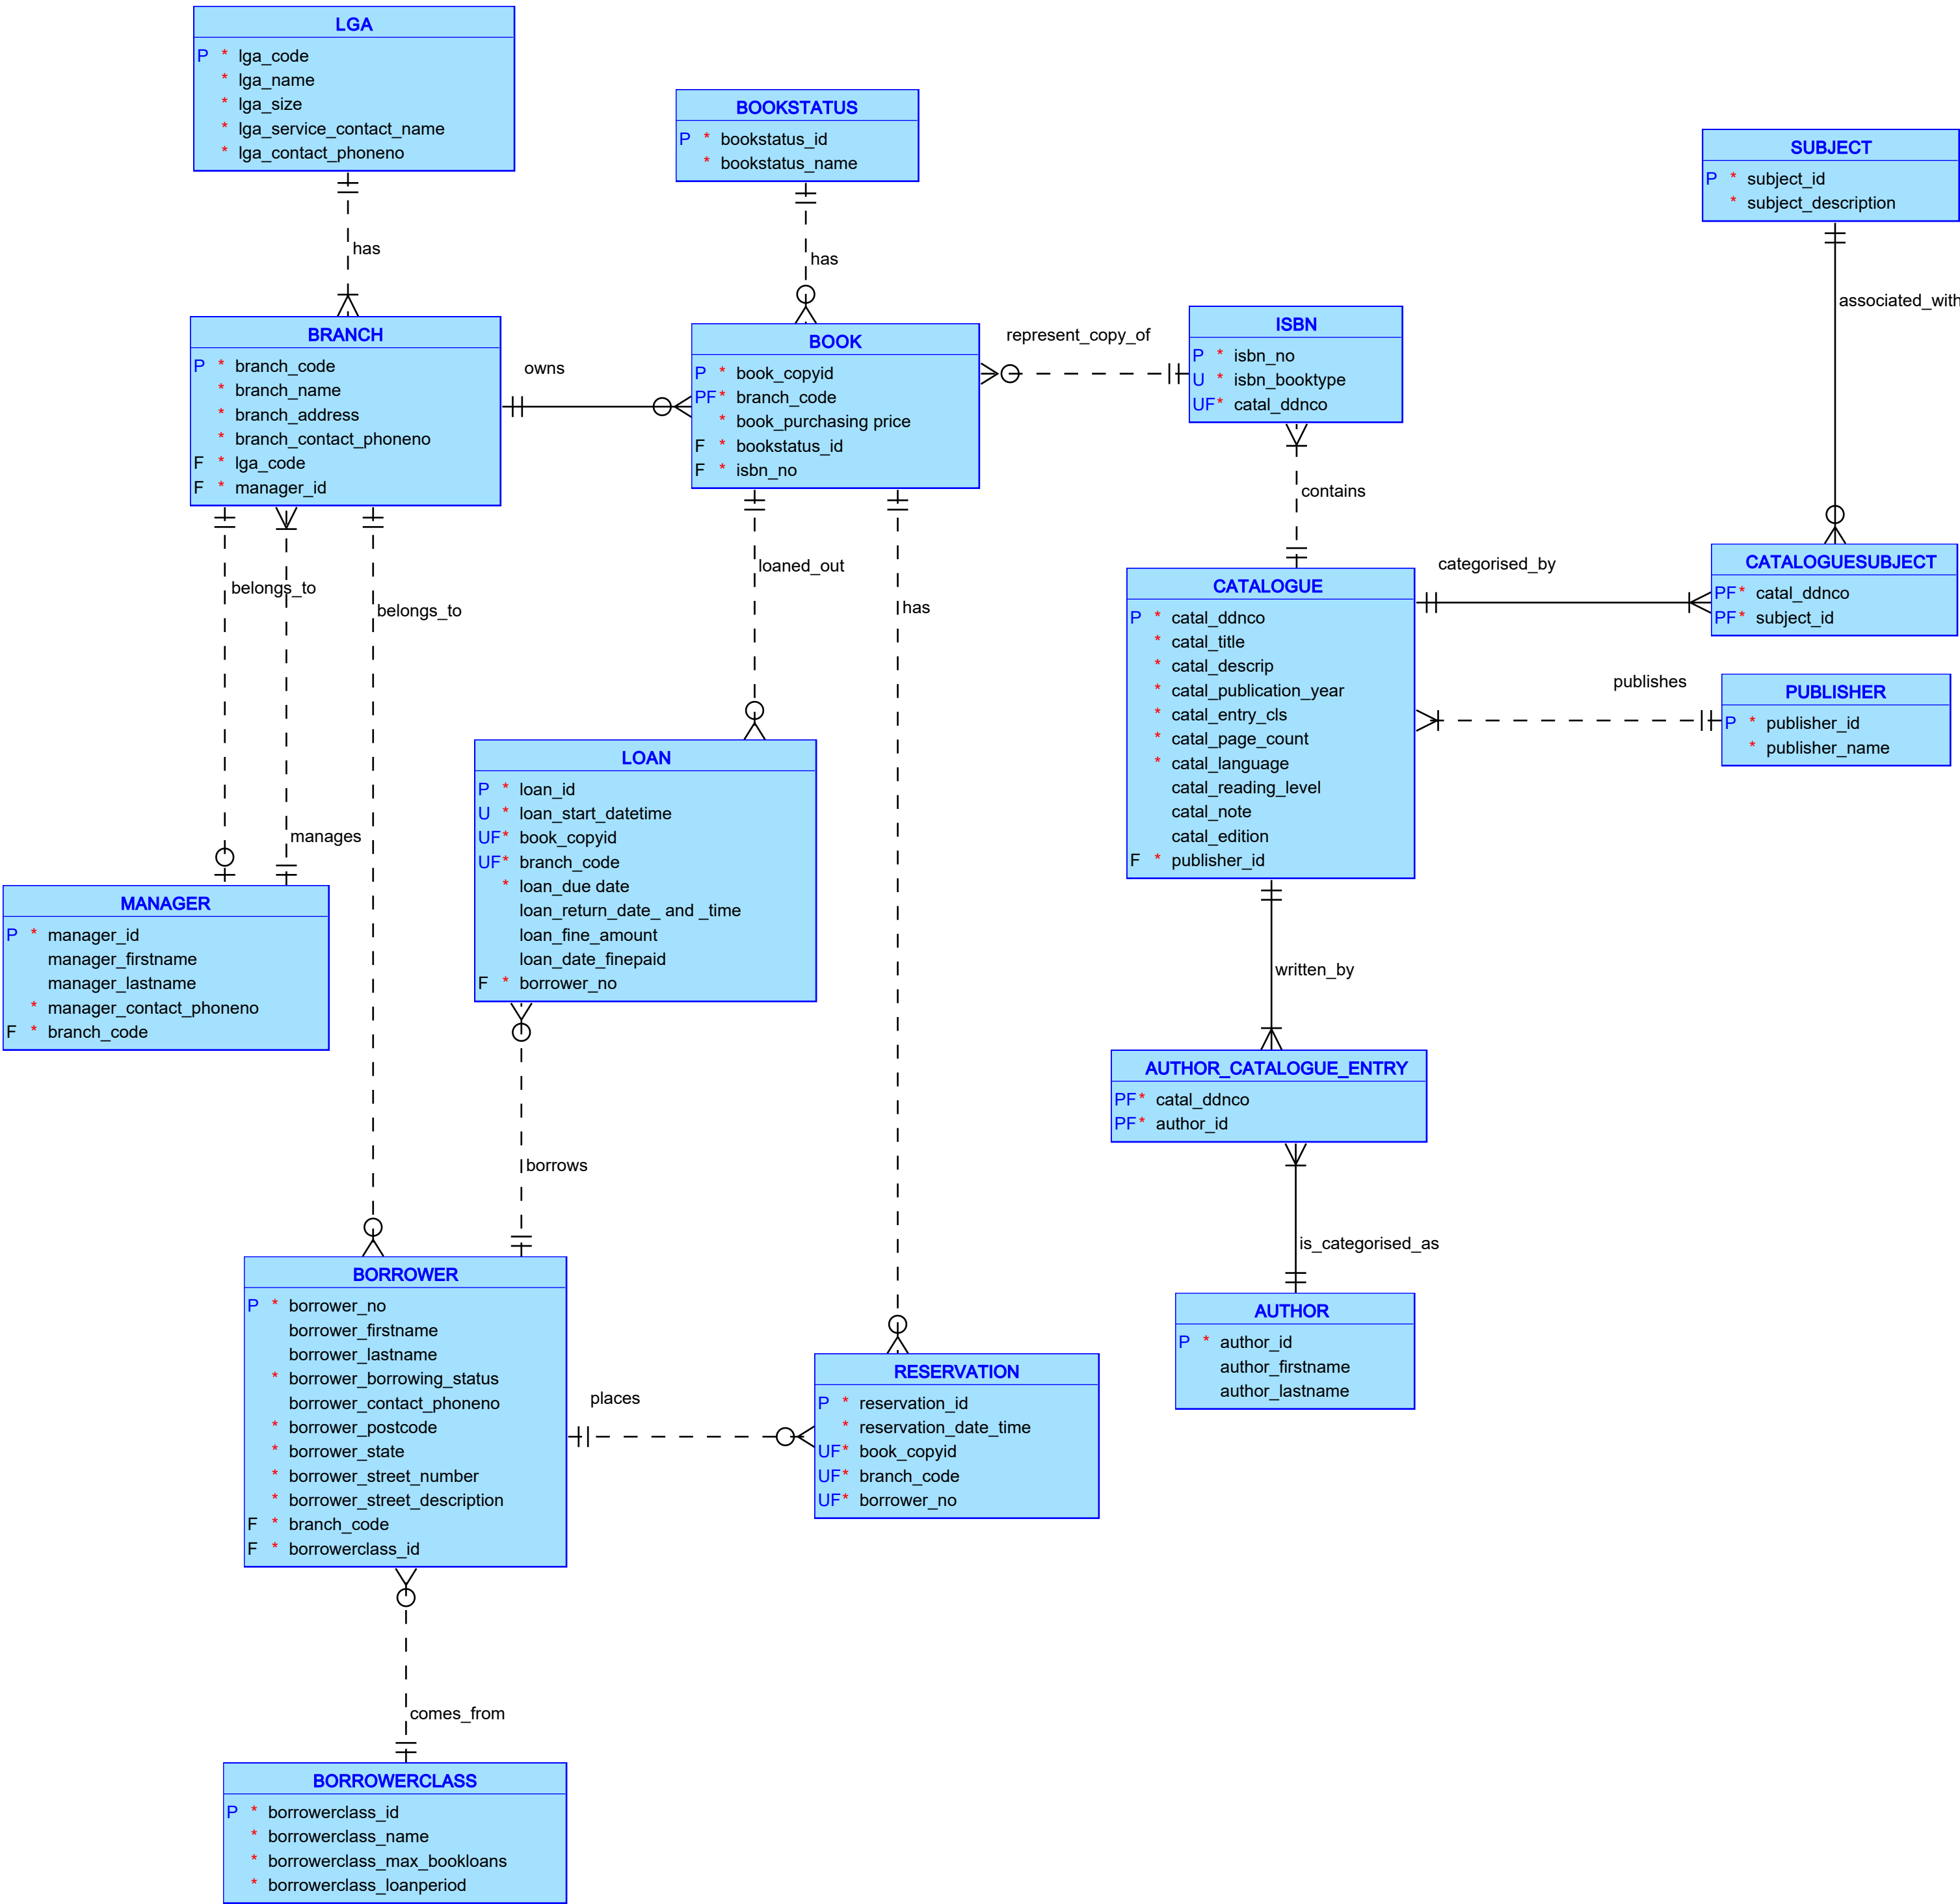 LGA
P * lga_code
* lga_name
* lga_size
* lga_service_contact_name
* lga_contact_phoneno
has
BOOKSTATUS
P * bookstatus_id
* bookstatus_name
has
SUBJECT
P * subject_id
* subject_description
associated_with
BRANCH
P * branch_code
* branch_name
* branch_address
* branch_contact_phoneno
F * lga_code
F * manager_id
owns
BOOK
P * book_copyid
PF* branch_code
* book_purchasing price
F * bookstatus_id
F * isbn_no
represent_copy_of
ISBN
P * isbn_no
U * isbn_booktype
UF* catal_ddnco
contains
belongs_to
manages
belongs_to
loaned_out
has
CATALOGUE
P * catal_ddnco
* catal_title
* catal_descrip
* catal_publication_year
* catal_entry_cls
* catal_page_count
* catal_language
catal_reading_level
catal_note
catal_edition
F * publisher_id
categorised_by
CATALOGUESUBJECT
PF* catal_ddnco
PF* subject_id
publishes
PUBLISHER
P * publisher_id
* publisher_name
LOAN
P * loan_id
U * loan_start_datetime
UF* book_copyid
UF* branch_code
* loan_due date
loan_return_date_ and _time
loan_fine_amount
loan_date_finepaid
F * borrower_no
MANAGER
P * manager_id
manager_firstname
manager_lastname
* manager_contact_phoneno
F * branch_code
written_by
AUTHOR_CATALOGUE_ENTRY
PF* catal_ddnco
PF* author_id
borrows
is_categorised_as
BORROWER
P * borrower_no
borrower_firstname
borrower_lastname
* borrower_borrowing_status
borrower_contact_phoneno
* borrower_postcode
* borrower_state
* borrower_street_number
* borrower_street_description
F * branch_code
F * borrowerclass_id
places
RESERVATION
P * reservation_id
* reservation_date_time
UF* book_copyid
UF* branch_code
UF* borrower_no
AUTHOR
P * author_id
author_firstname
author_lastname
comes_from
BORROWERCLASS
P * borrowerclass_id
* borrowerclass_name
* borrowerclass_max_bookloans
* borrowerclass_loanperiod